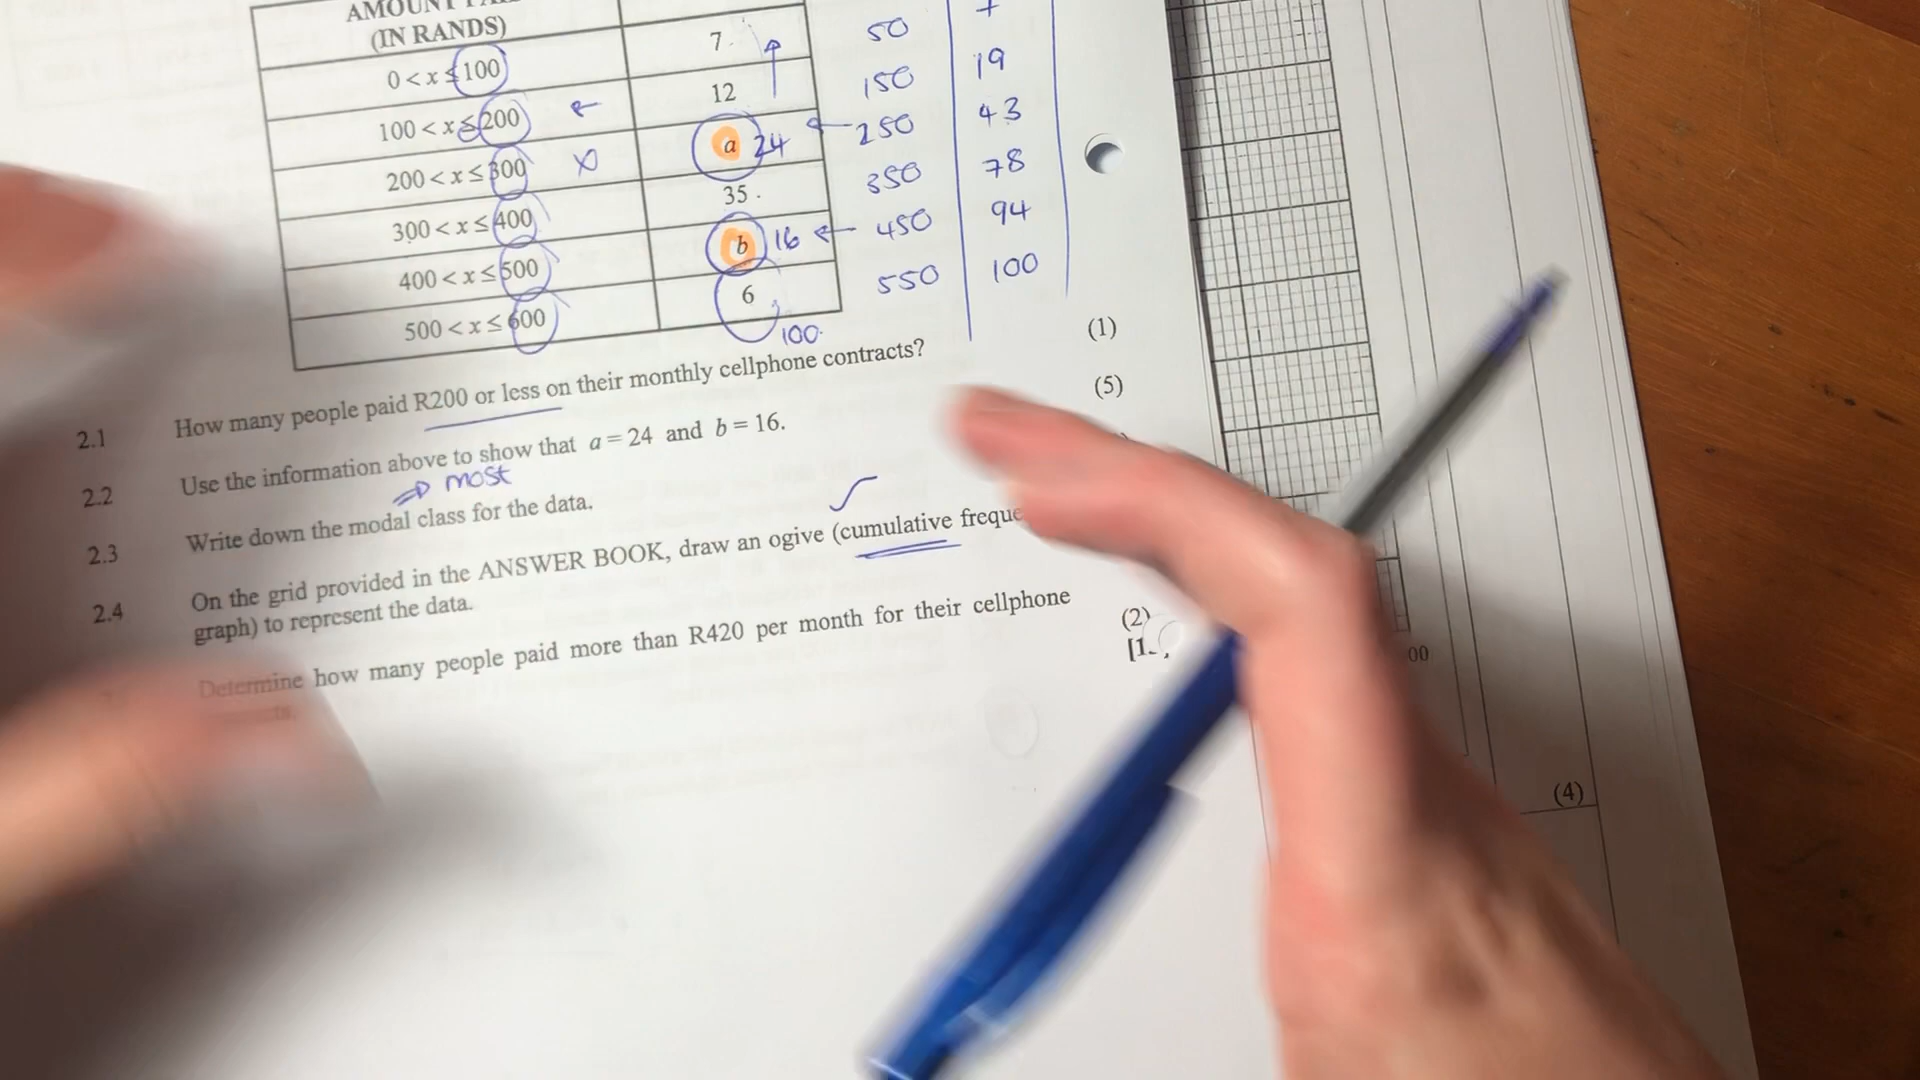 AMOUNT
(IN RANDS)
0 < x ≤ 100 7 50 7
100 < x ≤ 200 12 150 19
200 < x ≤ 300 a 24 250 43
300 < x ≤ 400 35 350 78
400 < x ≤ 500 b 16 450 94
500 < x ≤ 600 6 550 100
100
2.1 How many people paid R200 or less on their monthly cellphone contracts? (1)
2.2 Use the information above to show that a = 24 and b = 16. (5)
most
2.3 Write down the modal class for the data.
2.4 On the grid provided in the ANSWER BOOK, draw an ogive (cumulative freque
graph) to represent the data.
Determine how many people paid more than R420 per month for their cellphone (2)
00
(4)